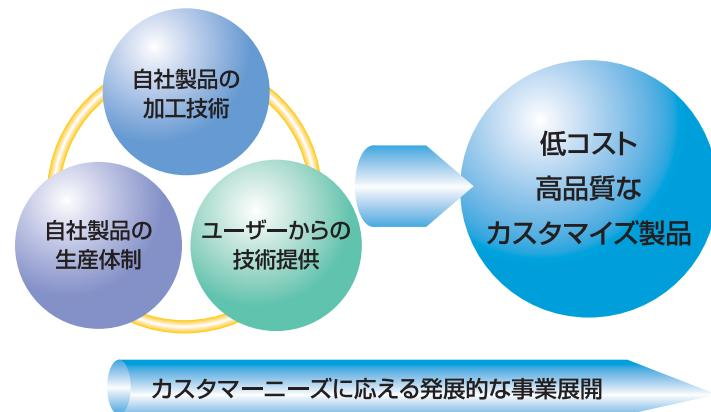 自社製品の
加工技術
自社製品の
生産体制
ユーザーからの
技術提供
低コスト
高品質な
カスタマイズ製品
カスタマーニーズに応える発展的な事業展開